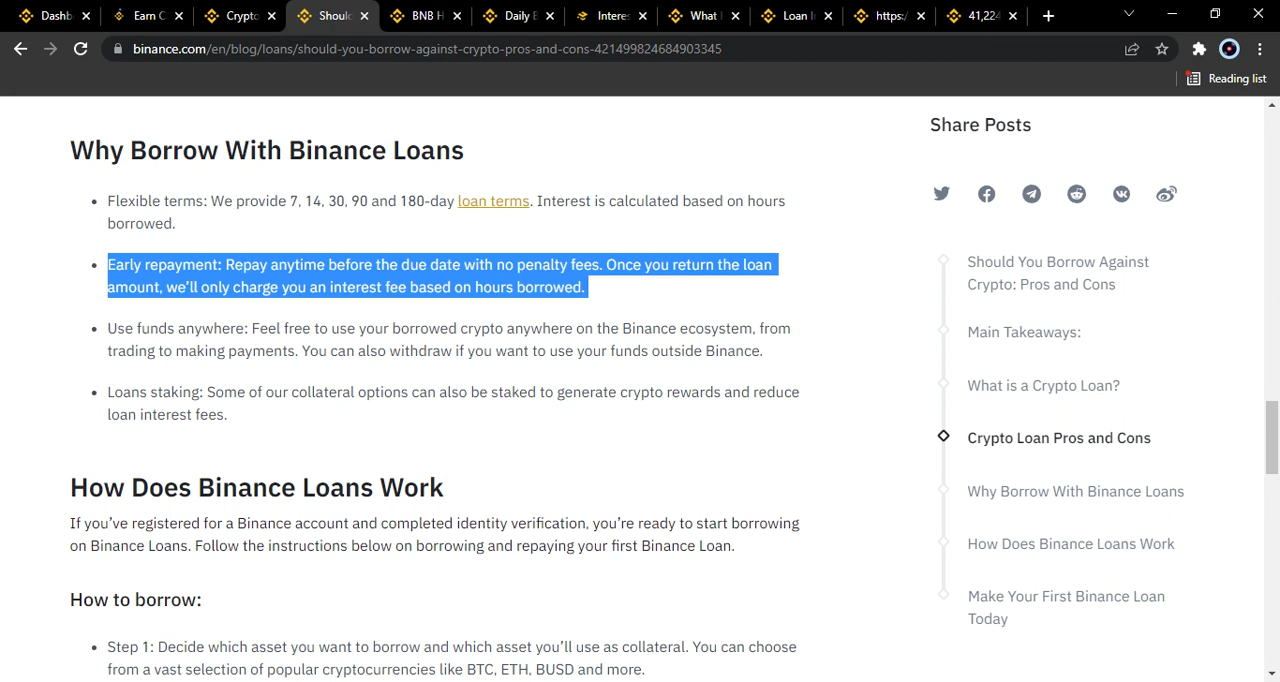 Dashb
Earn C
Crypto
Shoul
BNB H
Daily B
Interes
What I
Loan In
https:/
41,224
binance.com/en/blog/loans/should-you-borrow-against-crypto-pros-and-cons-421499824684903345
Reading list
Why Borrow With Binance Loans
Flexible terms: We provide 7, 14, 30, 90 and 180-day loan terms. Interest is calculated based on hours
borrowed.
Early repayment: Repay anytime before the due date with no penalty fees. Once you return the loan
amount, we’ll only charge you an interest fee based on hours borrowed.
Use funds anywhere: Feel free to use your borrowed crypto anywhere on the Binance ecosystem, from
trading to making payments. You can also withdraw if you want to use your funds outside Binance.
Loans staking: Some of our collateral options can also be staked to generate crypto rewards and reduce
loan interest fees.
How Does Binance Loans Work
If you’ve registered for a Binance account and completed identity verification, you’re ready to start borrowing
on Binance Loans. Follow the instructions below on borrowing and repaying your first Binance Loan.
How to borrow:
Step 1: Decide which asset you want to borrow and which asset you’ll use as collateral. You can choose
from a vast selection of popular cryptocurrencies like BTC, ETH, BUSD and more.
Share Posts
Should You Borrow Against
Crypto: Pros and Cons
Main Takeaways:
What is a Crypto Loan?
Crypto Loan Pros and Cons
Why Borrow With Binance Loans
How Does Binance Loans Work
Make Your First Binance Loan
Today